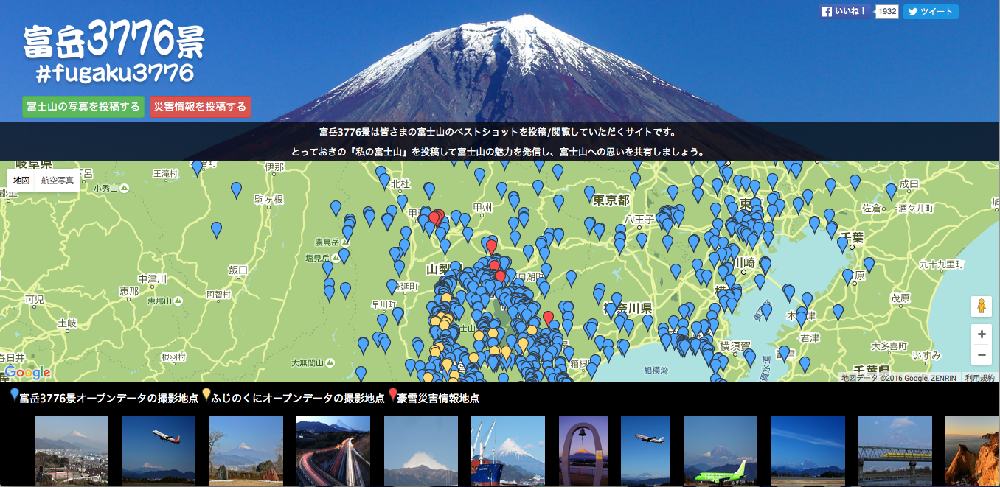 富岳3776景
#fugaku3776
いいね！
1932
ツイート
富士山の写真を投稿する
災害情報を投稿する
富岳3776景は皆さまの富士山のベストショットを投稿/閲覧していただくサイトです。
とっておきの『私の富士山』を投稿して富士山の魅力を発信し、富士山への思いを共有しましょう。
地図
航空写真
岐阜県
小秀山
王滝村
伊那
駒ヶ根
北杜
甲州
東京都
八王子
成田
佐倉
酒々井町
千葉
農鳥岳
塩見岳
飯田
中津川
恵那
恵那山
阿智村
可児
土岐
早川町
身延町
川崎
九十九里町
茂原
神奈川県
君津
横須賀
大多喜町
いすみ
千葉県
根羽村
大無間山
箱根
相模湾
春日井
Google
地図データ ©2016 Google, ZENRIN
利用規約
富岳3776景オープンデータの撮影地点
ふじのくにオープンデータの撮影地点
豪雪災害情報地点